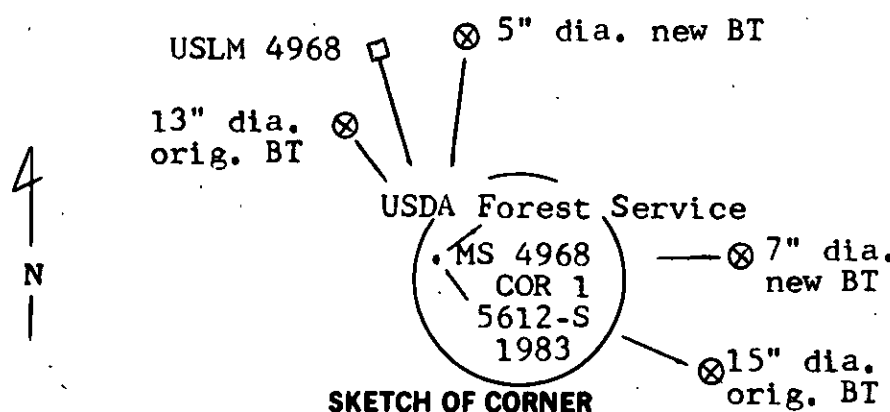 USLM 4968
5" dia. new BT
13" dia.
orig. BT
USDA Forest Service
N
MS 4968
COR 1
5612-S
1983
7" dia.
new BT
15" dia.
orig. BT
SKETCH OF CORNER